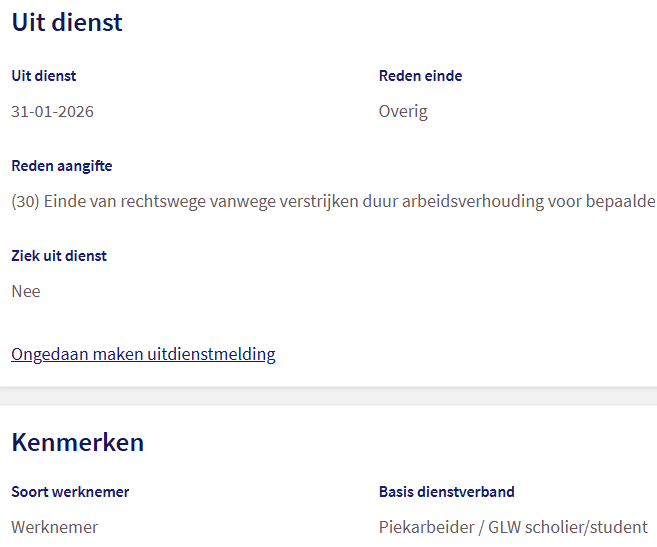 Uit dienst
Uit dienst Reden einde
31-01-2026 Overig
Reden aangifte
(30) Einde van rechtswege vanwege verstrijken duur arbeidsverhouding voor bepaalde
Ziek uit dienst
Nee
Ongedaan maken uitdienstmelding
Kenmerken
Soort werknemer Basis dienstverband
Werknemer Piekarbeider / GLW scholier/student